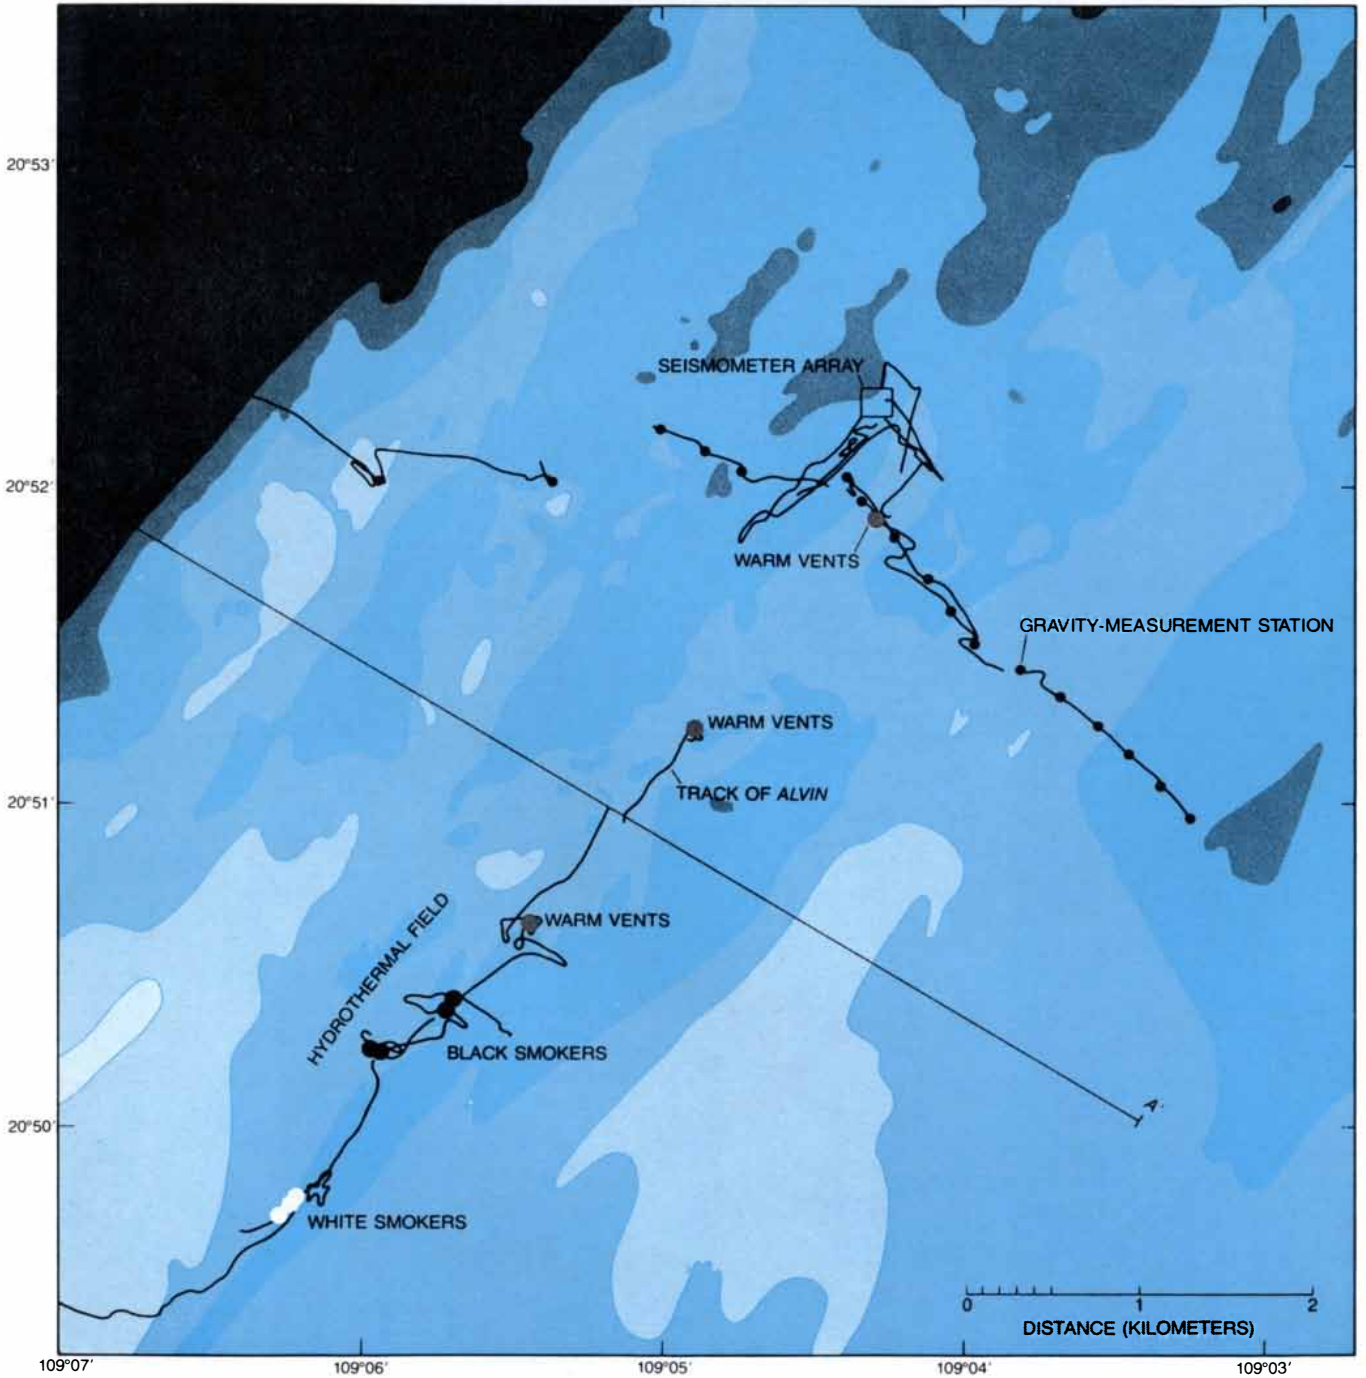 20°53'
SEISMOMETER ARRAY
20°52'
WARM VENTS
GRAVITY-MEASUREMENT STATION
WARM VENTS
TRACK OF ALVIN
20°51'
WARM VENTS
HYDROTHERMAL FIELD
BLACK SMOKERS
A'
20°50'
WHITE SMOKERS
0 1 2
DISTANCE (KILOMETERS)
109°07' 109°06' 109°05' 109°04' 109°03'